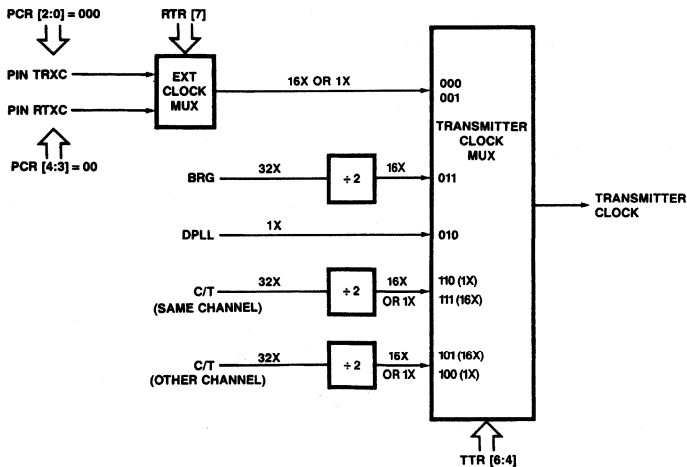 PCR [2:0] = 000
RTR [7]
PIN TRXC
PIN RTXC
EXT
CLOCK
MUX
PCR [4:3] = 00
16X OR 1X
000
001
TRANSMITTER
CLOCK
MUX
BRG
32X
÷2
16X
011
TRANSMITTER
CLOCK
DPLL
1X
010
C/T
(SAME CHANNEL)
32X
÷2
16X
OR 1X
110 (1X)
111 (16X)
C/T
(OTHER CHANNEL)
32X
÷2
16X
OR 1X
101 (16X)
100 (1X)
TTR [6:4]